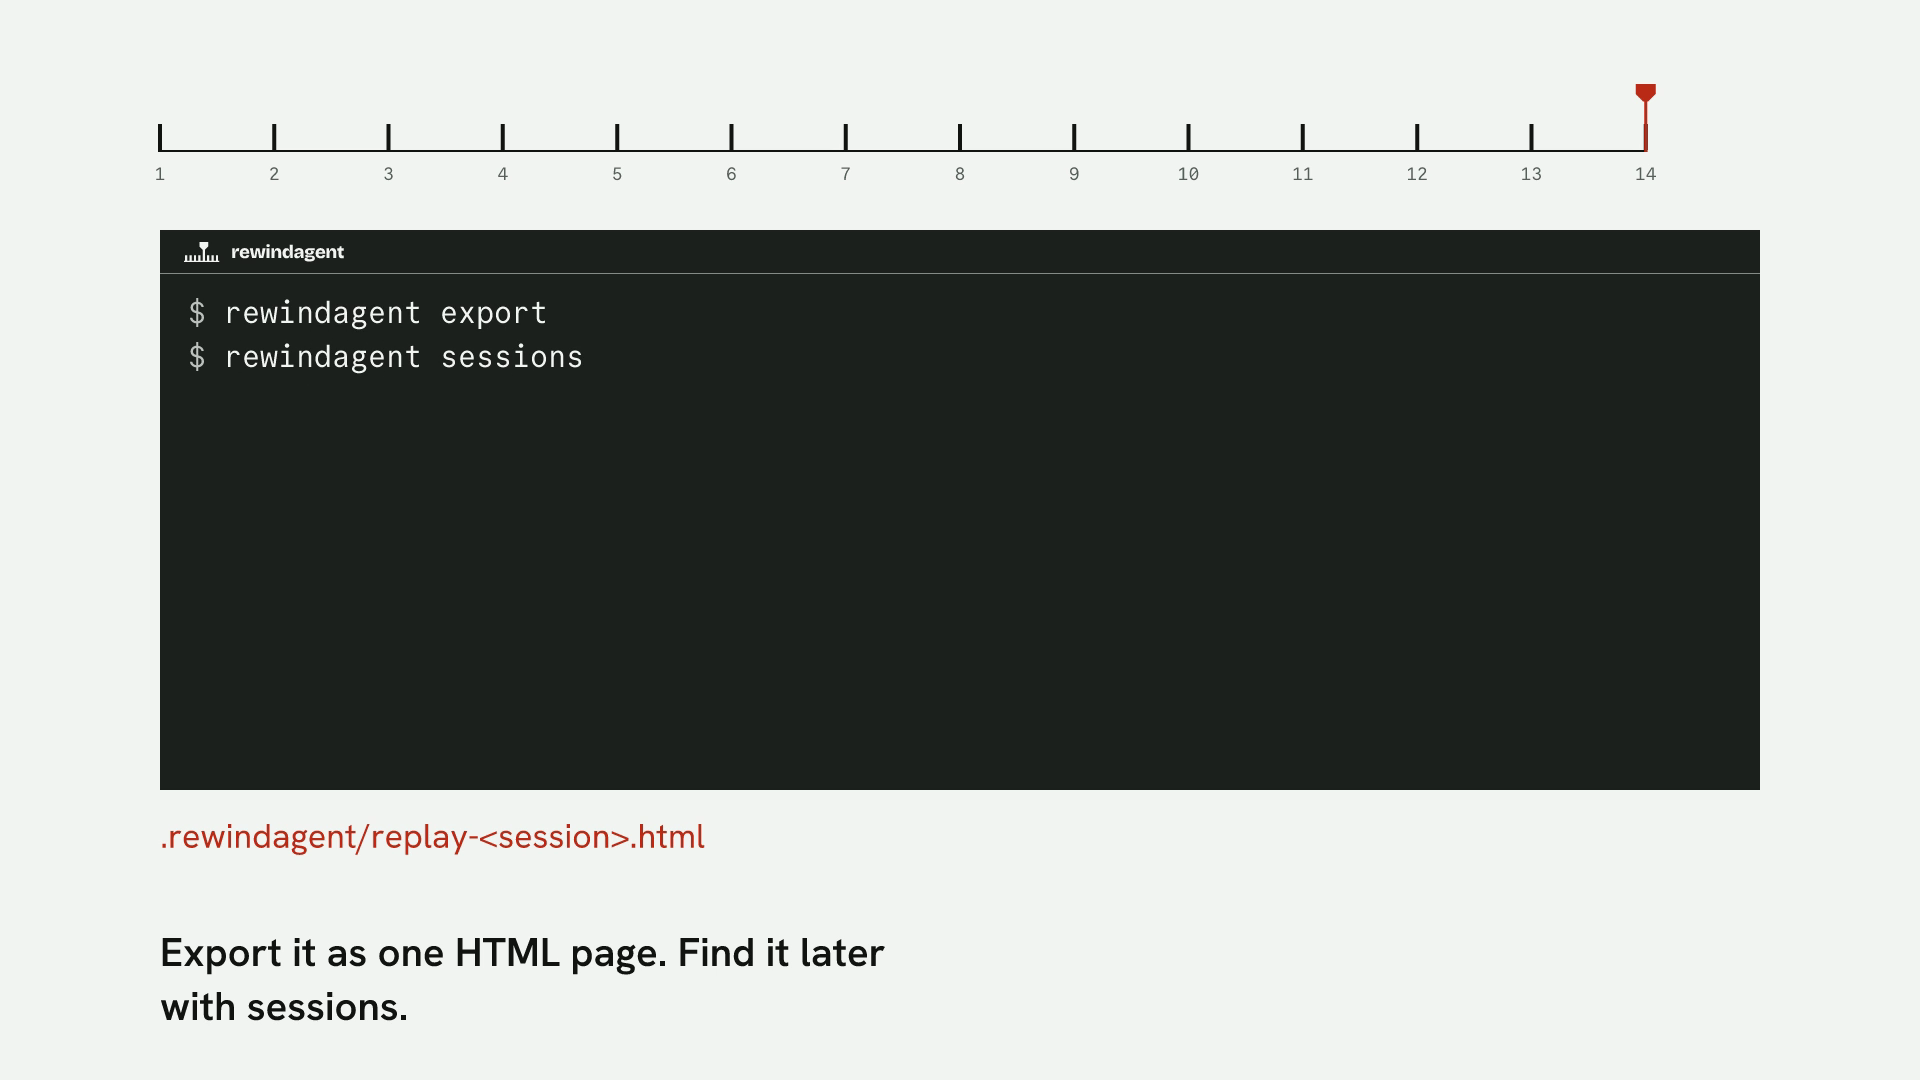 1 2 3 4 5 6 7 8 9 10 11 12 13 14
rewindagent
$ rewindagent export
$ rewindagent sessions
.rewindagent/replay-<session>.html
Export it as one HTML page. Find it later
with sessions.